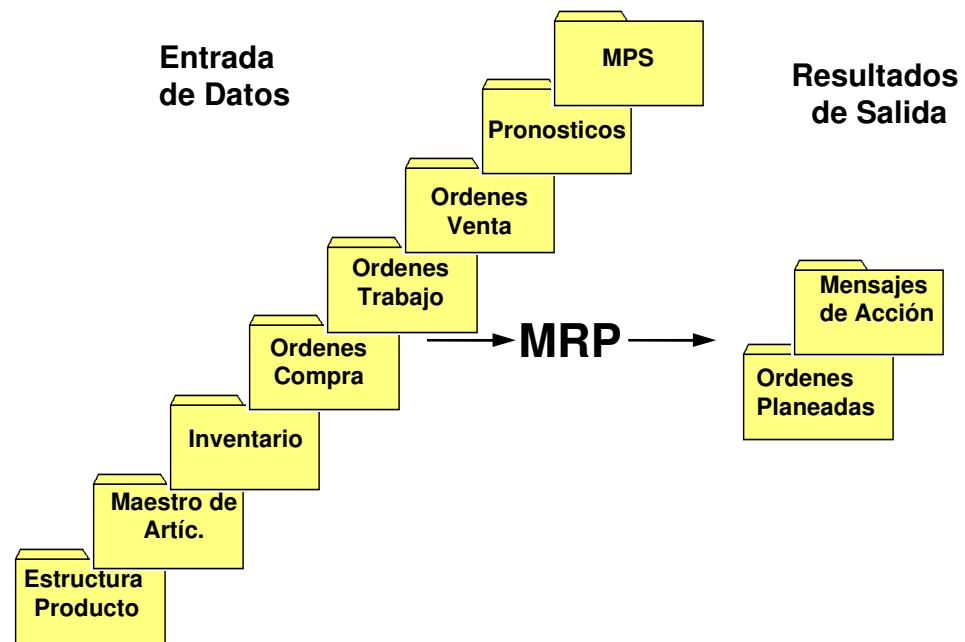 Entrada
de Datos
MPS
Resultados
de Salida
Pronosticos
Ordenes
Venta
Ordenes
Trabajo
Mensajes
de Acción
MRP
Ordenes
Compra
Ordenes
Planeadas
Inventario
Maestro de
Artíc.
Estructura
Producto